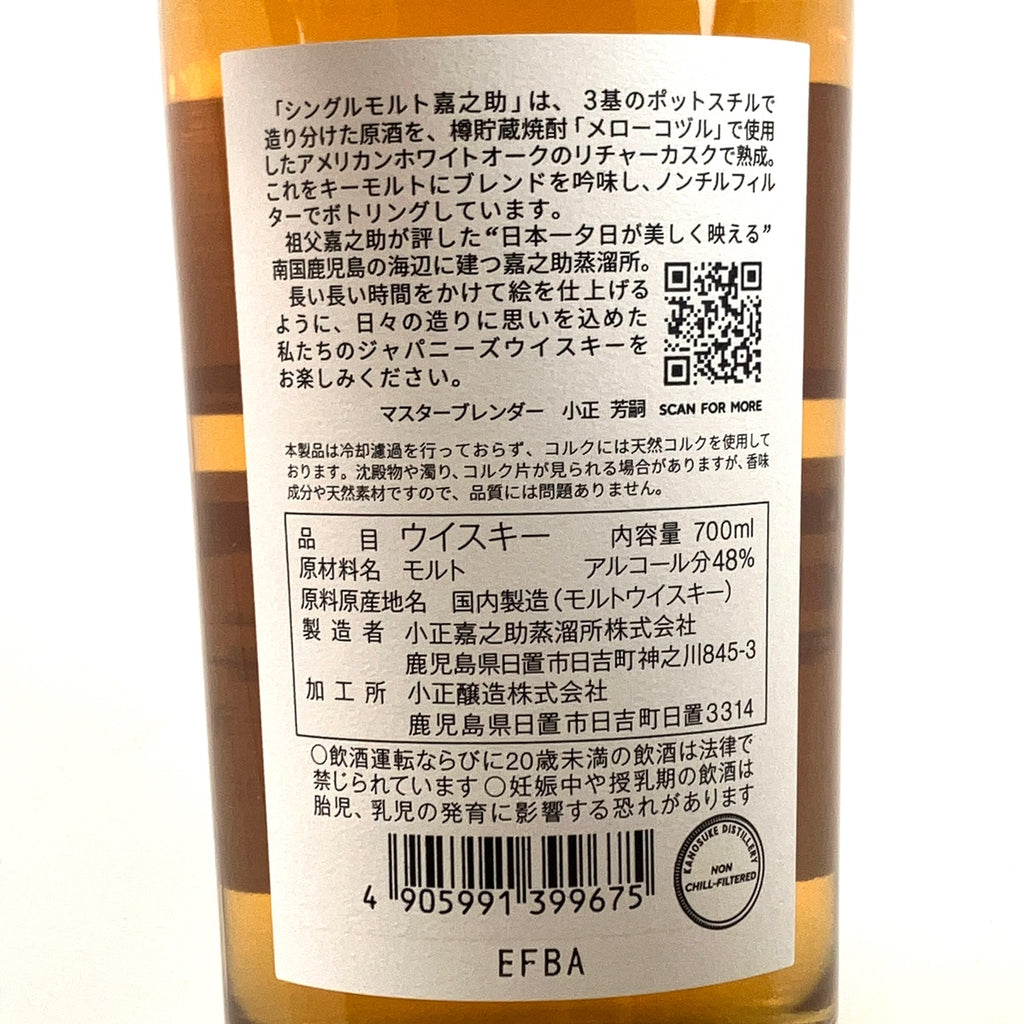 「シングルモルト嘉之助」は、3基のポットスチルで
造り分けた原酒を、樽貯蔵焼酎「メローコヅル」で使用
したアメリカンホワイトオークのリチャーカスクで熟成。
これをキーモルトにブレンドを吟味し、ノンチルフィル
ターでボトリングしています。
祖父嘉之助が評した“日本一夕日が美しく映える”
南国鹿児島の海辺に建つ嘉之助蒸溜所。
長い長い時間をかけて絵を仕上げる
ように、日々の造りに思いを込めた
私たちのジャパニーズウイスキーを
お楽しみください。
マスターブレンダー 小正 芳嗣
SCAN FOR MORE
本製品は冷却濾過を行っておらず、コルクには天然コルクを使用して
おります。沈殿物や濁り、コルク片が見られる場合がありますが、香味
成分や天然素材ですので、品質には問題ありません。
品目 ウイスキー 内容量 700ml
原材料名 モルト アルコール分48%
原料原産地名 国内製造(モルトウイスキー)
製造者 小正嘉之助蒸溜所株式会社
鹿児島県日置市日吉町神之川845-3
加工所 小正醸造株式会社
鹿児島県日置市日吉町日置3314
○飲酒運転ならびに20歳未満の飲酒は法律で
禁じられています○妊娠中や授乳期の飲酒は
胎児、乳児の発育に影響する恐れがあります
KANOSUKE DISTILLERY
NON
CHILL-FILTERED
4 905991 399675
EFBA